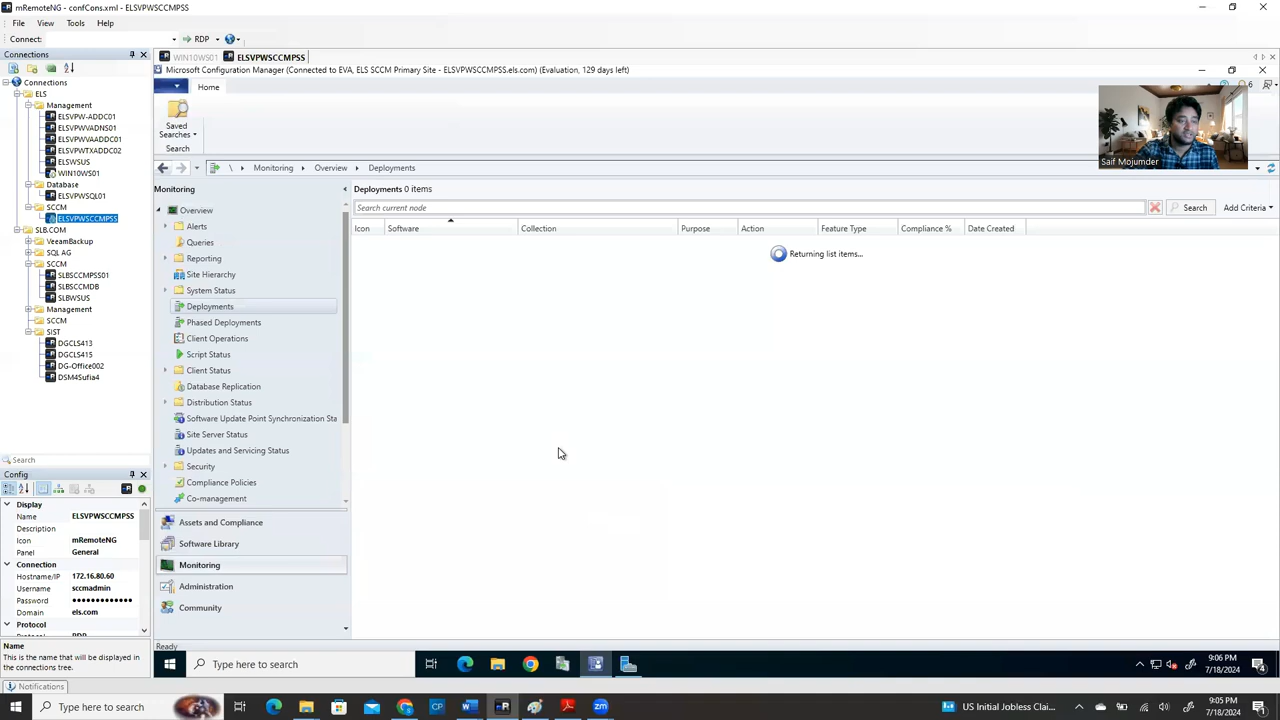 mRemoteNG - confCons.xml - ELSVPWSCCMPSS
File View Tools Help
Connect: RDP
Connections
Connections
ELS
Management
ELSVPW-ADDC01
ELSVPWVADNS01
ELSVPWVAADDC01
ELSVPWTXADDC02
ELSWSUS
WIN10WS01
Database
ELSVPWSQL01
SCCM
ELSVPWSCCMPSS
SLB.COM
VeeamBackup
SQL AG
SCCM
SLBSCCMPSS01
SLBSCCMDB
SLBWSUS
Management
SCCM
SIST
DGCLS413
DGCLS415
DG-Office002
DSM4Sufia4
Search
Config
Display
Name ELSVPWSCCMPSS
Description
Icon mRemoteNG
Panel General
Connection
Hostname/IP 172.16.80.60
Username sccmadmin
Password ●●●●●●●●●●●●●
Domain els.com
Protocol
Protocol RDP
Name
This is the name that will be displayed in
the connections tree.
Notifications
WIN10WS01 ELSVPWSCCMPSS
Microsoft Configuration Manager (Connected to EVA, ELS SCCM Primary Site - ELSVPWSCCMPSS.els.com) (Evaluation, 129 days left)
Home
6
Saved
Searches
Search
\ Monitoring Overview Deployments
Monitoring
Overview
Alerts
Queries
Reporting
Site Hierarchy
System Status
Deployments
Phased Deployments
Client Operations
Script Status
Client Status
Database Replication
Distribution Status
Software Update Point Synchronization Sta
Site Server Status
Updates and Servicing Status
Security
Compliance Policies
Co-management
Assets and Compliance
Software Library
Monitoring
Administration
Community
Deployments 0 items
Search current node Search Add Criteria
Icon Software Collection Purpose Action Feature Type Compliance % Date Created
Returning list items...
Saif Mojumder
Ready
Type here to search
9:06 PM
7/18/2024
Type here to search
US Initial Jobless Clai...
9:05 PM
7/18/2024